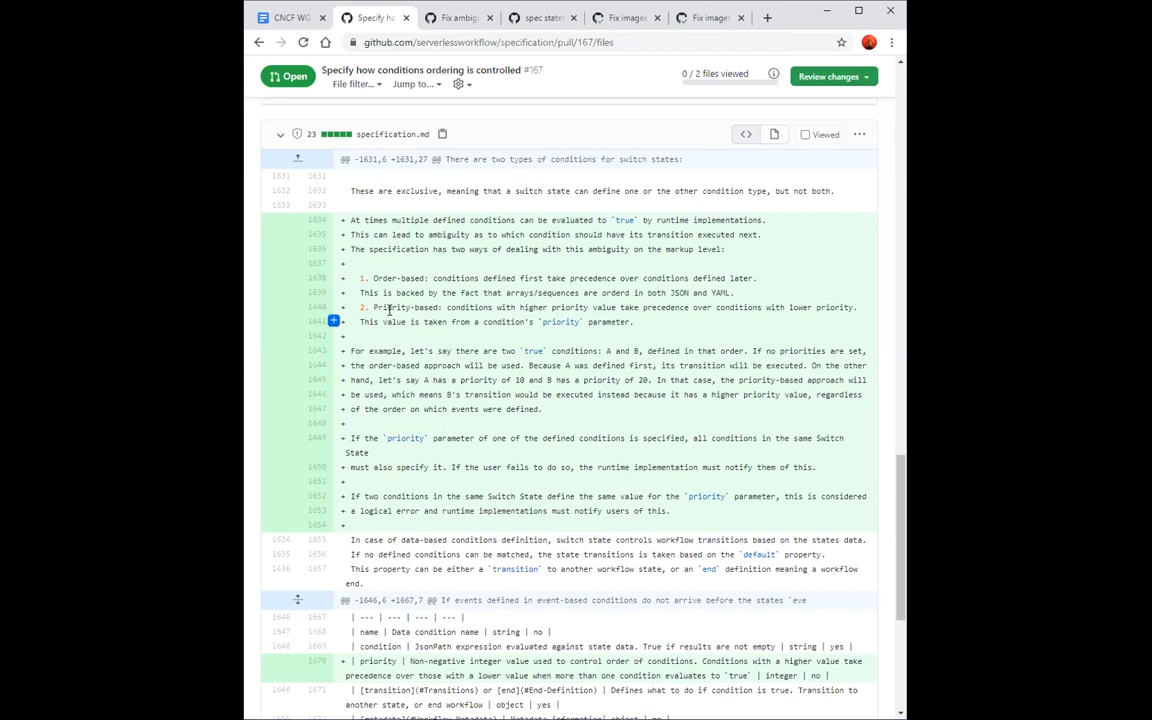 CNCF WG
Specify ho
Fix ambig
spec state
Fix images
Fix images
github.com/serverlessworkflow/specification/pull/167/files
Open
Specify how conditions ordering is controlled #167
File filter... Jump to...
0 / 2 files viewed
Review changes
23 specification.md
Viewed
@@ -1631,6 +1631,27 @@ There are two types of conditions for switch states:
1631 1631
1632 1632 These are exclusive, meaning that a switch state can define one or the other condition type, but not both.
1633 1633
1634 + At times multiple defined conditions can be evaluated to `true` by runtime implementations.
1635 + This can lead to ambiguity as to which condition should have its transition executed next.
1636 + The specification has two ways of dealing with this ambiguity on the markup level:
1637 +
1638 + 1. Order-based: conditions defined first take precedence over conditions defined later.
1639 + This is backed by the fact that arrays/sequences are orderd in both JSON and YAML.
1640 + 2. Priority-based: conditions with higher priority value take precedence over conditions with lower priority.
1641 + This value is taken from a condition's `priority` parameter.
1642 +
1643 + For example, let's say there are two `true` conditions: A and B, defined in that order. If no priorities are set,
1644 + the order-based approach will be used. Because A was defined first, its transition will be executed. On the other
1645 + hand, let's say A has a priority of 10 and B has a priority of 20. In that case, the priority-based approach will
1646 + be used, which means B's transition would be executed instead because it has a higher priority value, regardless
1647 + of the order on which events were defined.
1648 +
1649 + If the `priority` parameter of one of the defined conditions is specified, all conditions in the same Switch
State
1650 + must also specify it. If the user fails to do so, the runtime implementation must notify them of this.
1651 +
1652 + If two conditions in the same Switch State define the same value for the `priority` parameter, this is considered
1653 + a logical error and runtime implementations must notify users of this.
1654 +
1634 1655 In case of data-based conditions definition, switch state controls workflow transitions based on the states data.
1635 1656 If no defined conditions can be matched, the state transitions is taken based on the `default` property.
1636 1657 This property can be either a `transition` to another workflow state, or an `end` definition meaning a workflow
end.
@@ -1646,6 +1667,7 @@ If events defined in event-based conditions do not arrive before the states `eve
1646 1667 | --- | --- | --- | --- |
1647 1668 | name | Data condition name | string | no |
1648 1669 | condition | JsonPath expression evaluated against state data. True if results are not empty | string | yes |
1670 + | priority | Non-negative integer value used to control order of conditions. Conditions with a higher value take
precedence over those with a lower value when more than one condition evaluates to `true` | integer | no |
1649 1671 | [transition](#Transitions) or [end](#End-Definition) | Defines what to do if condition is true. Transition to
another state, or end workflow | object | yes |